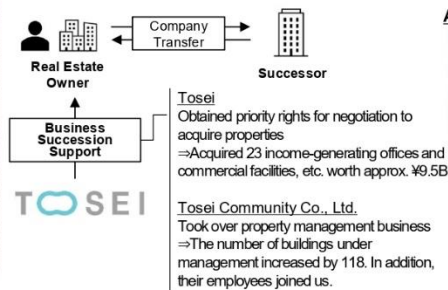 Company
Transfer
Real Estate
Owner
Successor
Business
Succession
Support
TOSEI
Tosei
Obtained priority rights for negotiation to
acquire properties
⇒Acquired 23 income-generating offices and
commercial facilities, etc. worth approx. ¥9.5B
Tosei Community Co., Ltd.
Took over property management business
⇒The number of buildings under
management increased by 118. In addition,
their employees joined us.